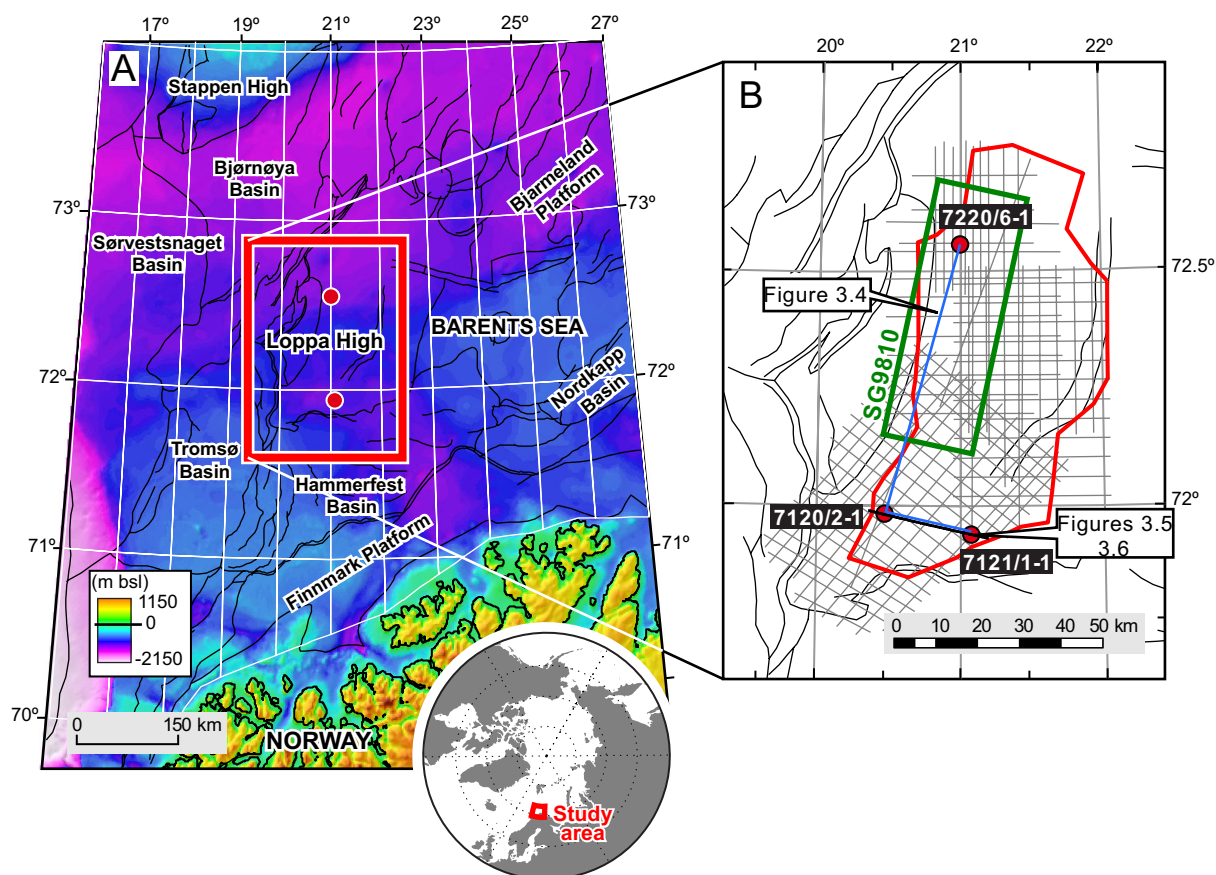 17º 19º 21º 23º 25º 27º
A
Stappen High
Bjørnøya
Basin
Bjarmeland
Platform
73º
73º
Sørvestsnaget
Basin
Loppa High
BARENTS SEA
Nordkapp
Basin
72º
72º
Tromsø
Basin
Hammerfest
Basin
Finnmark Platform
71º
71º
(m bsl)
1150
0
-2150
70º
0 150 km
NORWAY
Study
area
20º 21º 22º
B
7220/6-1
72.5º
Figure 3.4
SG9810
72º
7120/2-1
Figures 3.5
3.6
7121/1-1
0 10 20 30 40 50 km